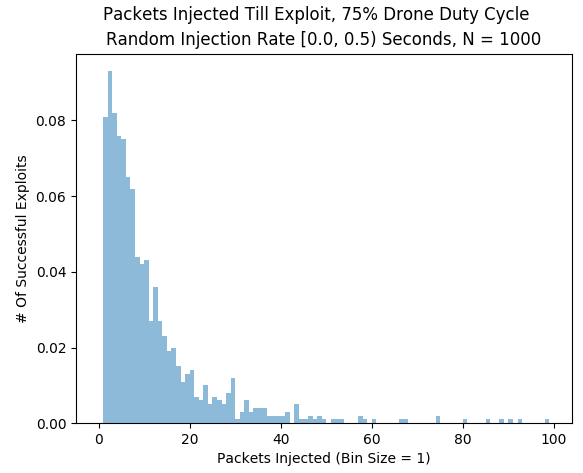 Packets Injected Till Exploit, 75% Drone Duty Cycle
Random Injection Rate [0.0, 0.5) Seconds, N = 1000
# Of Successful Exploits
0.08
0.06
0.04
0.02
0.00
0 20 40 60 80 100
Packets Injected (Bin Size = 1)